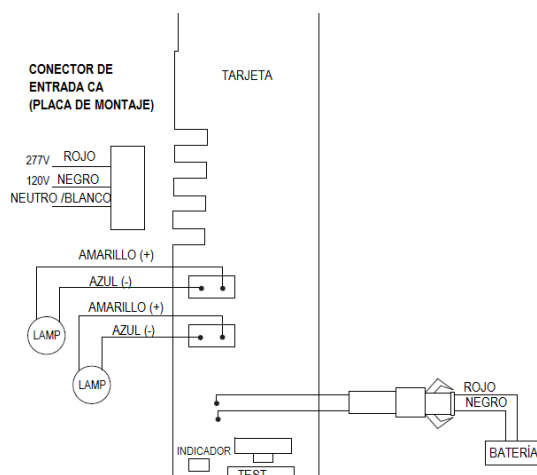 CONECTOR DE
ENTRADA CA
(PLACA DE MONTAJE)
TARJETA
277V ROJO
120V NEGRO
NEUTRO /BLANCO
AMARILLO (+)
AZUL (-)
AMARILLO (+)
AZUL (-)
LAMP
LAMP
ROJO
NEGRO
BATERÍA
INDICADOR
TEST